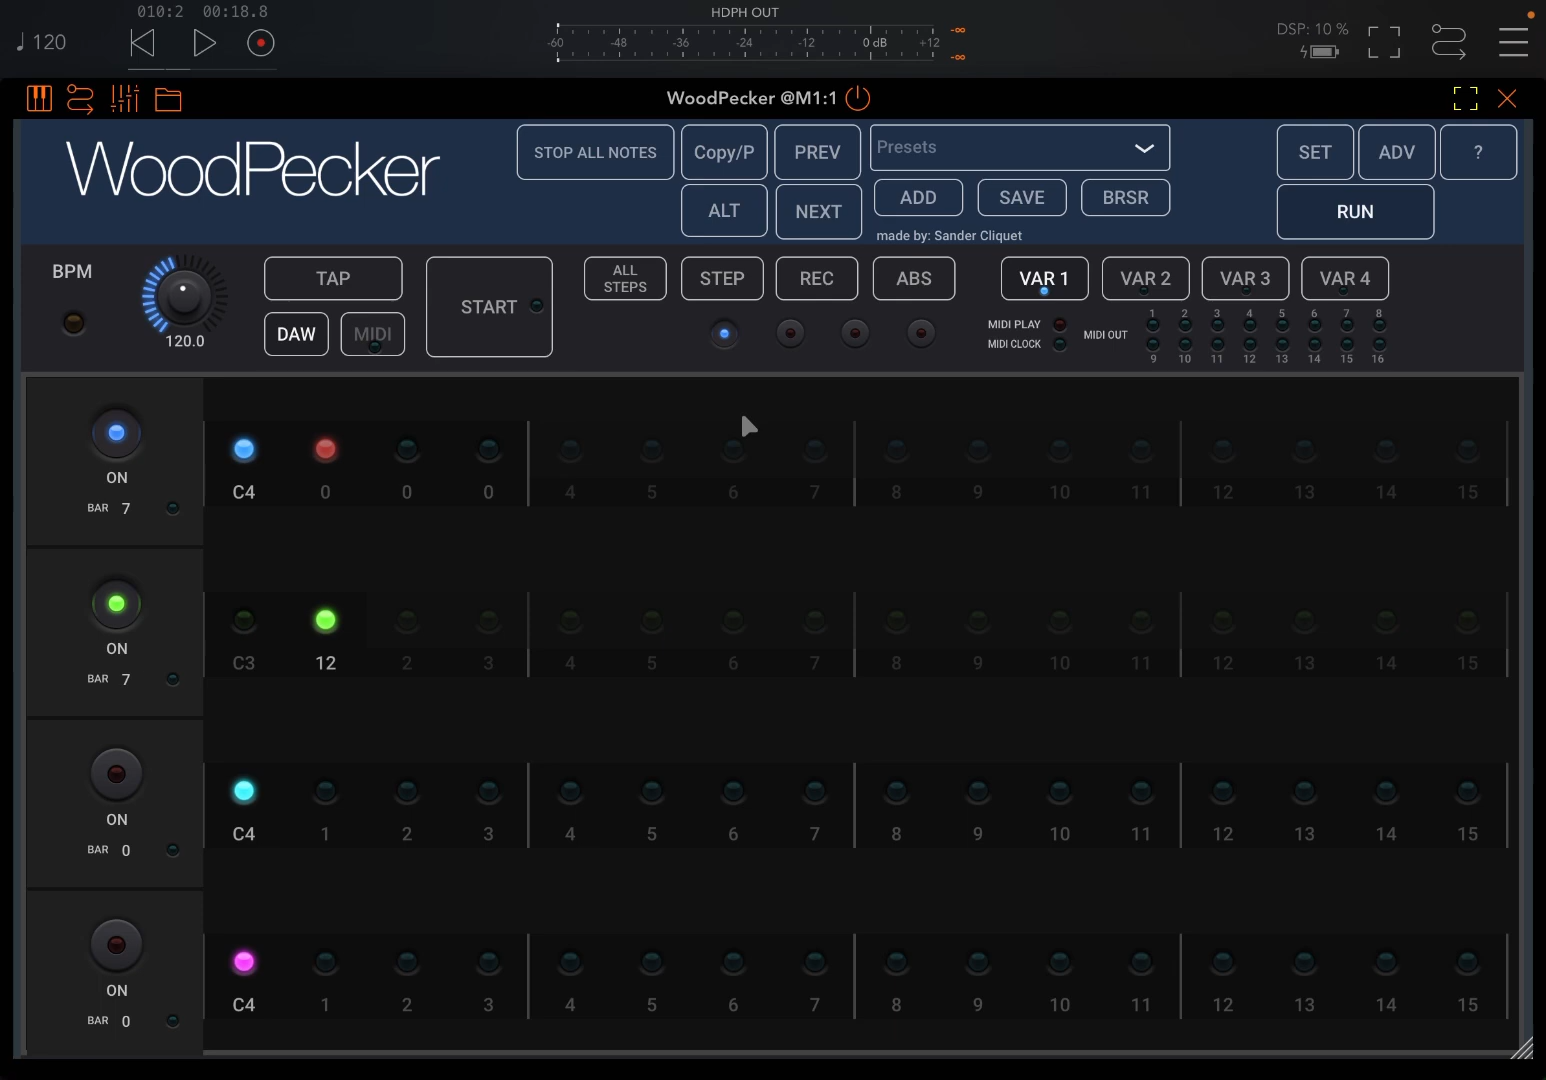 010:2 00:18.8
HDPH OUT
120
-60 -48 -36 -24 -12 0 dB +12
-∞
-∞
DSP: 10 %
WoodPecker @M1:1
WoodPecker
STOP ALL NOTES Copy/P PREV Presets SET ADV ?
ALT NEXT ADD SAVE BRSR RUN
made by: Sander Cliquet
BPM
120.0
TAP
DAW MIDI
START
ALL
STEPS
STEP REC ABS
VAR 1 VAR 2 VAR 3 VAR 4
MIDI PLAY
MIDI CLOCK
MIDI OUT
1 2 3 4 5 6 7 8
9 10 11 12 13 14 15 16
ON
BAR 7
C4 0 0 0 4 5 6 7 8 9 10 11 12 13 14 15
ON
BAR 7
C3 12 2 3 4 5 6 7 8 9 10 11 12 13 14 15
ON
BAR 0
C4 1 2 3 4 5 6 7 8 9 10 11 12 13 14 15
ON
BAR 0
C4 1 2 3 4 5 6 7 8 9 10 11 12 13 14 15